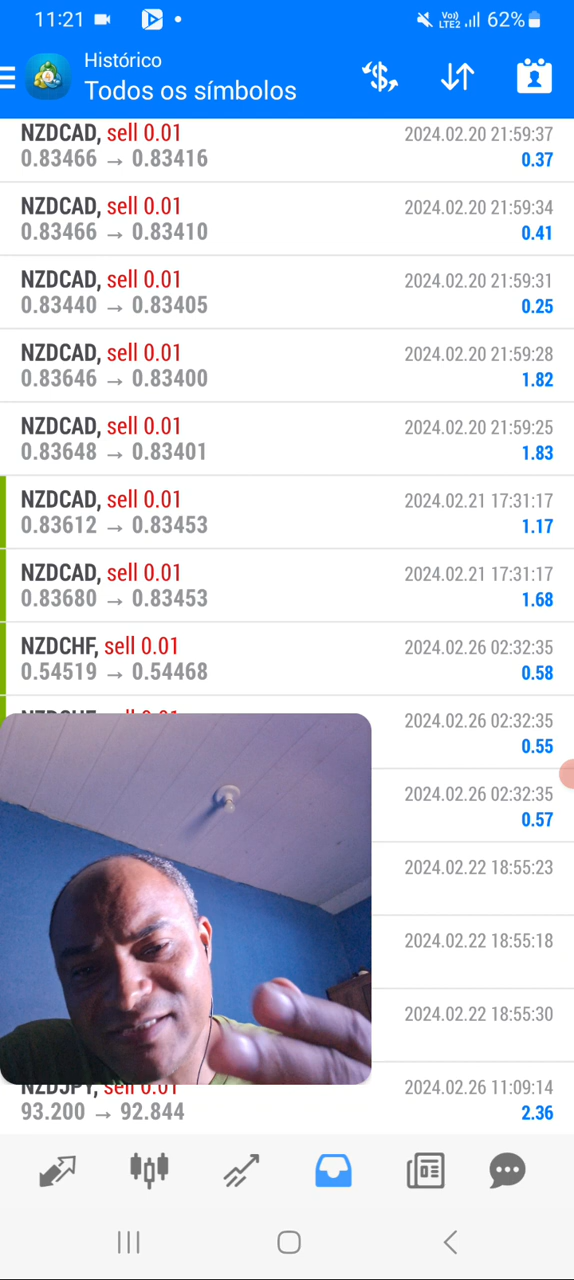 11:21
Vo)) LTE2 62%
Histórico
Todos os símbolos
NZDCAD, sell 0.01 2024.02.20 21:59:37
0.83466 → 0.83416 0.37
NZDCAD, sell 0.01 2024.02.20 21:59:34
0.83466 → 0.83410 0.41
NZDCAD, sell 0.01 2024.02.20 21:59:31
0.83440 → 0.83405 0.25
NZDCAD, sell 0.01 2024.02.20 21:59:28
0.83646 → 0.83400 1.82
NZDCAD, sell 0.01 2024.02.20 21:59:25
0.83648 → 0.83401 1.83
NZDCAD, sell 0.01 2024.02.21 17:31:17
0.83612 → 0.83453 1.17
NZDCAD, sell 0.01 2024.02.21 17:31:17
0.83680 → 0.83453 1.68
NZDCHF, sell 0.01 2024.02.26 02:32:35
0.54519 → 0.54468 0.58
2024.02.26 02:32:35
0.55
2024.02.26 02:32:35
0.57
2024.02.22 18:55:23
2024.02.22 18:55:18
2024.02.22 18:55:30
NZDJPY, sell 0.01 2024.02.26 11:09:14
93.200 → 92.844 2.36